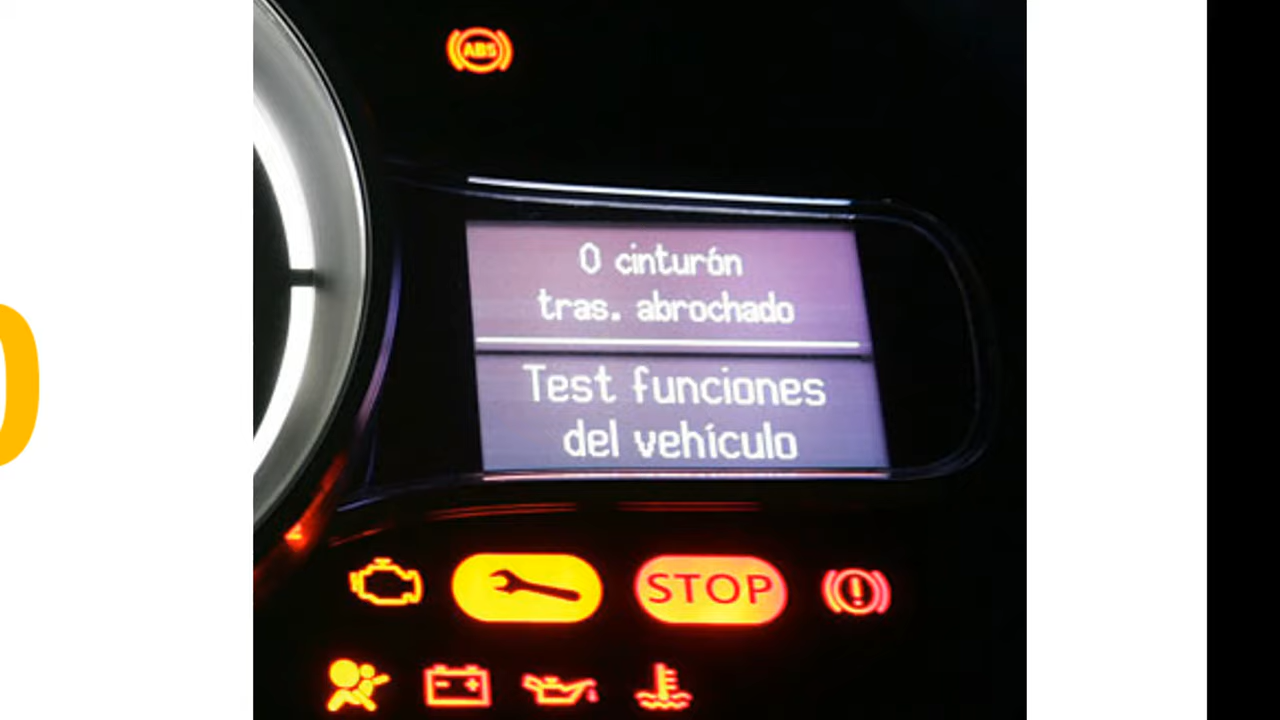 ABS
0 cinturón
tras. abrochado
Test funciones
del vehículo
STOP